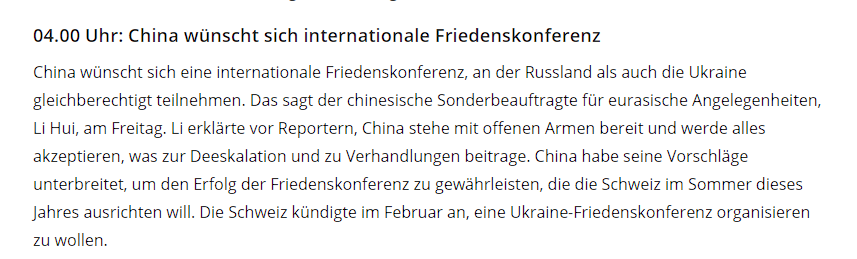 04.00 Uhr: China wünscht sich internationale Friedenskonferenz
China wünscht sich eine internationale Friedenskonferenz, an der Russland als auch die Ukraine
gleichberechtigt teilnehmen. Das sagt der chinesische Sonderbeauftragte für eurasische Angelegenheiten,
Li Hui, am Freitag. Li erklärte vor Reportern, China stehe mit offenen Armen bereit und werde alles
akzeptieren, was zur Deeskalation und zu Verhandlungen beitrage. China habe seine Vorschläge
unterbreitet, um den Erfolg der Friedenskonferenz zu gewährleisten, die die Schweiz im Sommer dieses
Jahres ausrichten will. Die Schweiz kündigte im Februar an, eine Ukraine-Friedenskonferenz organisieren
zu wollen.